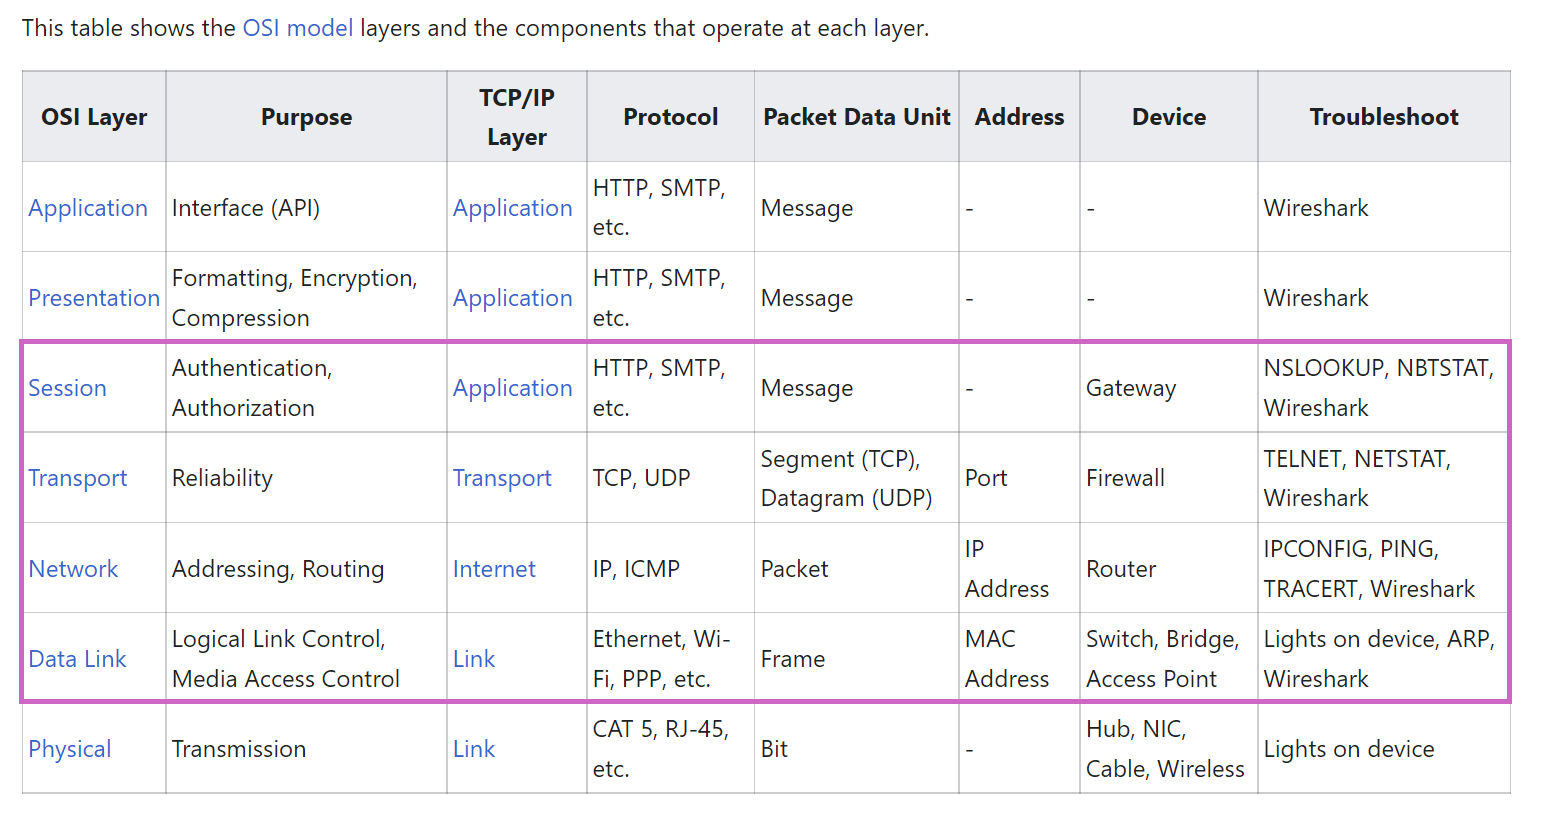 This table shows the OSI model layers and the components that operate at each layer.
OSI Layer Purpose TCP/IP Layer Protocol Packet Data Unit Address Device Troubleshoot
Application Interface (API) Application HTTP, SMTP, etc. Message - - Wireshark
Presentation Formatting, Encryption, Compression Application HTTP, SMTP, etc. Message - - Wireshark
Session Authentication, Authorization Application HTTP, SMTP, etc. Message - Gateway NSLOOKUP, NBTSTAT, Wireshark
Transport Reliability Transport TCP, UDP Segment (TCP), Datagram (UDP) Port Firewall TELNET, NETSTAT, Wireshark
Network Addressing, Routing Internet IP, ICMP Packet IP Address Router IPCONFIG, PING, TRACERT, Wireshark
Data Link Logical Link Control, Media Access Control Link Ethernet, Wi-Fi, PPP, etc. Frame MAC Address Switch, Bridge, Access Point Lights on device, ARP, Wireshark
Physical Transmission Link CAT 5, RJ-45, etc. Bit - Hub, NIC, Cable, Wireless Lights on device